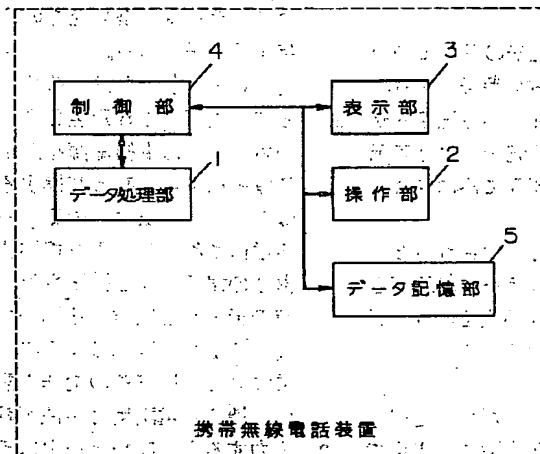 4
制御部
3
表示部
1
データ処理部
2
操作部
5
データ記憶部
携帯無線電話装置